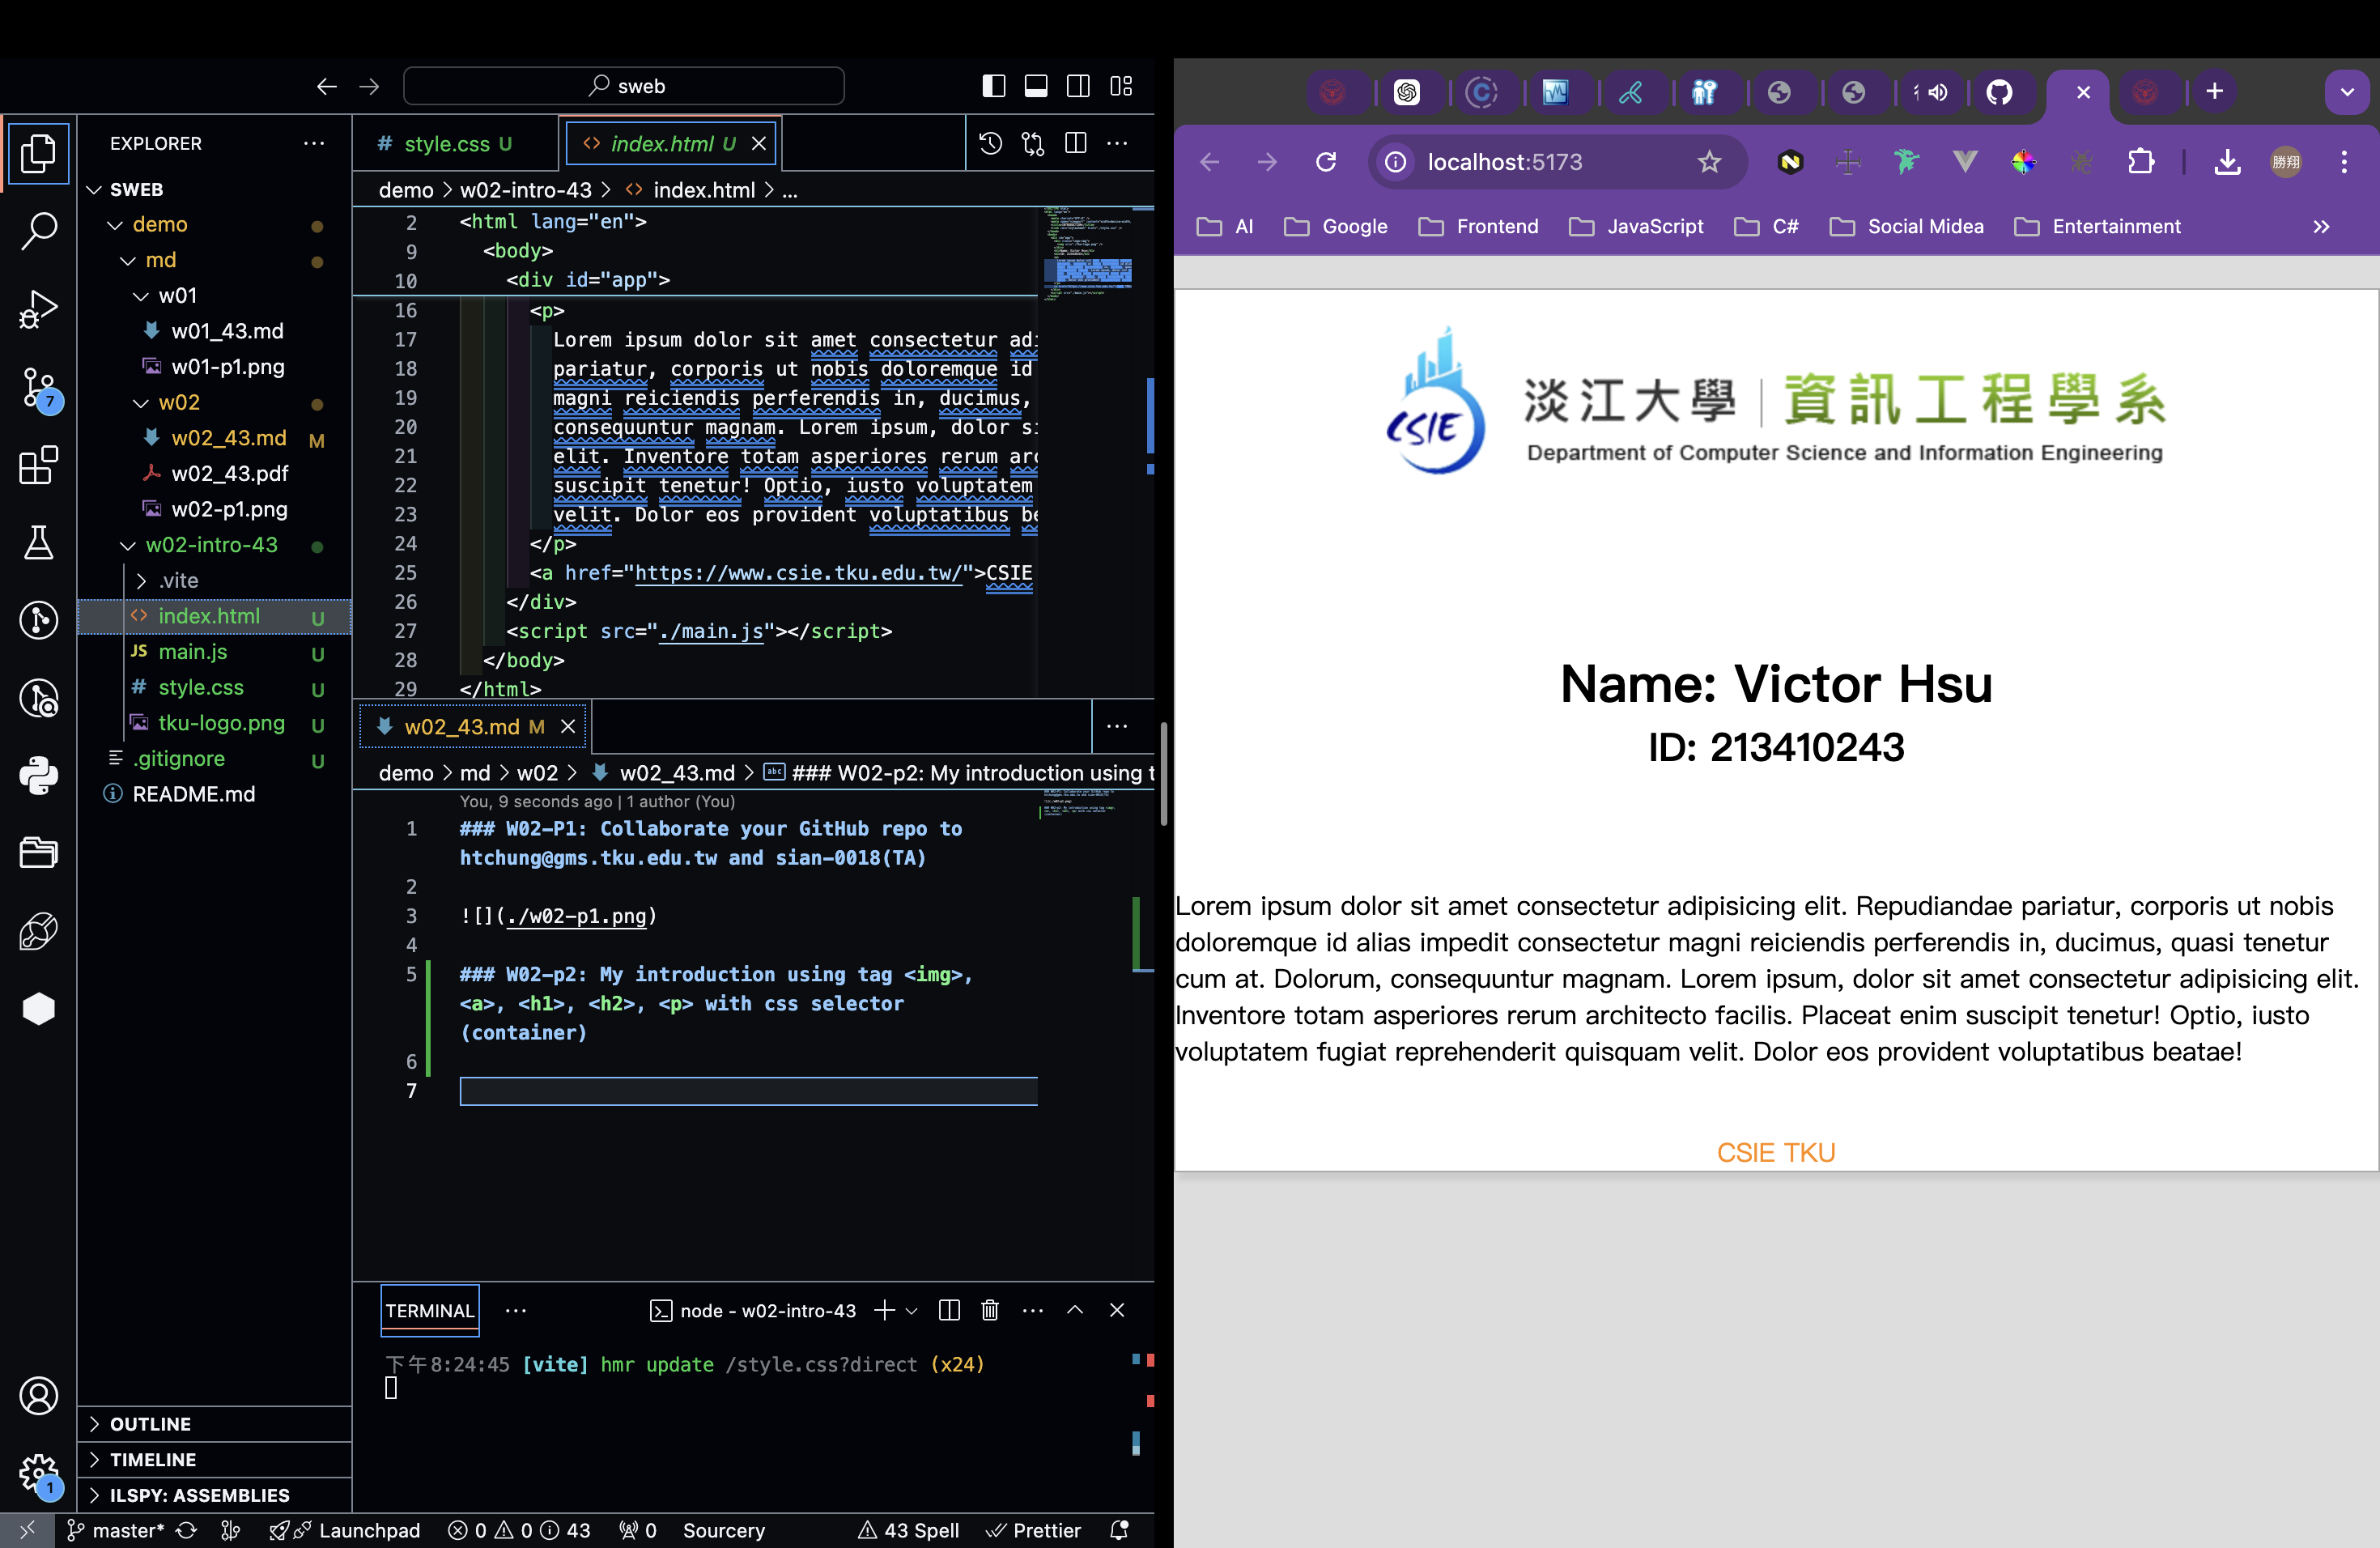 sweb
EXPLORER
SWEB
demo
md
w01
w01_43.md
w01-p1.png
w02
w02_43.md M
w02_43.pdf
w02-p1.png
w02-intro-43
.vite
index.html U
main.js U
style.css U
tku-logo.png U
.gitignore U
README.md
OUTLINE
TIMELINE
ILSPY: ASSEMBLIES
7
1
# style.css U
<> index.html U
demo > w02-intro-43 > <> index.html > ...
2 <html lang="en">
9 <body>
10 <div id="app">
16 <p>
17 Lorem ipsum dolor sit amet consectetur adi
18 pariatur, corporis ut nobis doloremque id
19 magni reiciendis perferendis in, ducimus,
20 consequuntur magnam. Lorem ipsum, dolor si
21 elit. Inventore totam asperiores rerum arc
22 suscipit tenetur! Optio, iusto voluptatem
23 velit. Dolor eos provident voluptatibus be
24 </p>
25 <a href="https://www.csie.tku.edu.tw/">CSIE
26 </div>
27 <script src="./main.js"></script>
28 </body>
29 </html>
w02_43.md M
demo > md > w02 > w02_43.md > ### W02-p2: My introduction using t
You, 9 seconds ago | 1 author (You)
1 ### W02-P1: Collaborate your GitHub repo to
htchung@gms.tku.edu.tw and sian-0018(TA)
2
3 ![](./w02-p1.png)
4
5 ### W02-p2: My introduction using tag <img>,
<a>, <h1>, <h2>, <p> with css selector
(container)
6
7
TERMINAL
node - w02-intro-43
下午8:24:45 [vite] hmr update /style.css?direct (x24)
master*
Launchpad
0 0 43
0
Sourcery
43 Spell
Prettier
localhost:5173
勝翔
AI
Google
Frontend
JavaScript
C#
Social Midea
Entertainment
CSIE
淡江大學 | 資訊工程學系
Department of Computer Science and Information Engineering
Name: Victor Hsu
ID: 213410243
Lorem ipsum dolor sit amet consectetur adipisicing elit. Repudiandae pariatur, corporis ut nobis
doloremque id alias impedit consectetur magni reiciendis perferendis in, ducimus, quasi tenetur
cum at. Dolorum, consequuntur magnam. Lorem ipsum, dolor sit amet consectetur adipisicing elit.
Inventore totam asperiores rerum architecto facilis. Placeat enim suscipit tenetur! Optio, iusto
voluptatem fugiat reprehenderit quisquam velit. Dolor eos provident voluptatibus beatae!
CSIE TKU